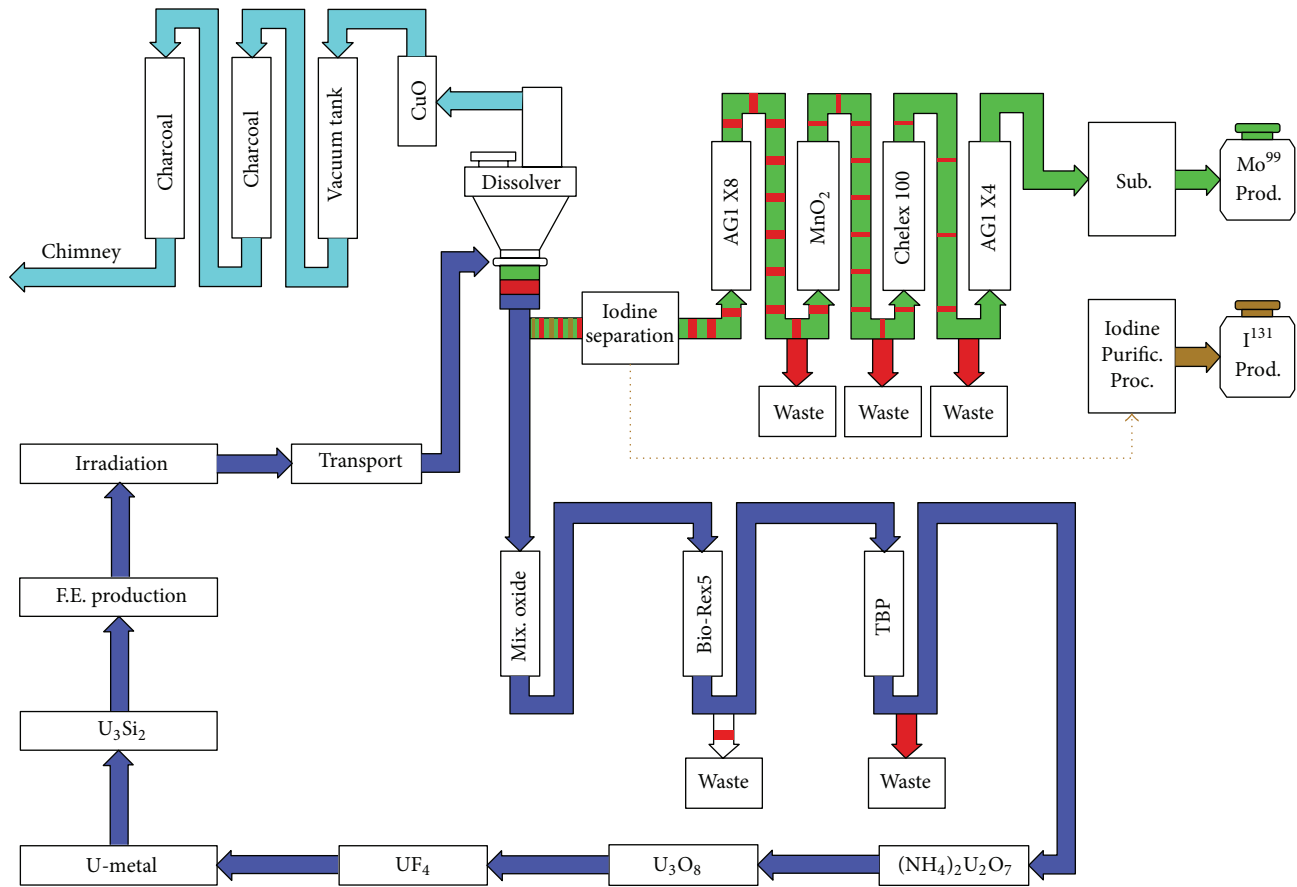 Charcoal
Charcoal
Vacuum tank
CuO
Chimney
Dissolver
Iodine
separation
AG1 X8
MnO₂
Chelex 100
AG1 X4
Sub.
Mo⁹⁹
Prod.
Iodine
Purific.
Proc.
I¹³¹
Prod.
Waste
Waste
Waste
Irradiation
Transport
F.E. production
U₃Si₂
U-metal
Mix. oxide
Bio-Rex5
TBP
Waste
Waste
UF₄
U₃O₈
(NH₄)₂U₂O₇